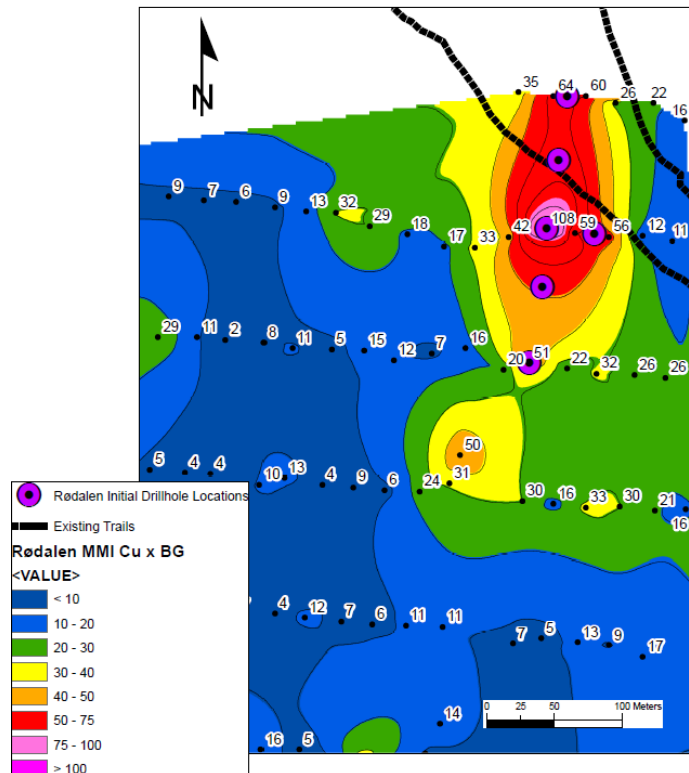 N
35 64 60 26 22
16
9 7 6 9 13 32 29 18 17 33 42 108 59 56 12 11
29 11 2 8 11 5 15 12 7 16 20 51 22 32 26 26
50
5 4 4 10 13 4 9 6 24 31 30 16 33 30 21 16
4 12 7 6 11 11 7 5 13 9 17
16 5 14
Rødalen Initial Drillhole Locations
Existing Trails
Rødalen MMI Cu x BG
<VALUE>
< 10
10 - 20
20 - 30
30 - 40
40 - 50
50 - 75
75 - 100
> 100
0 25 50 100 Meters